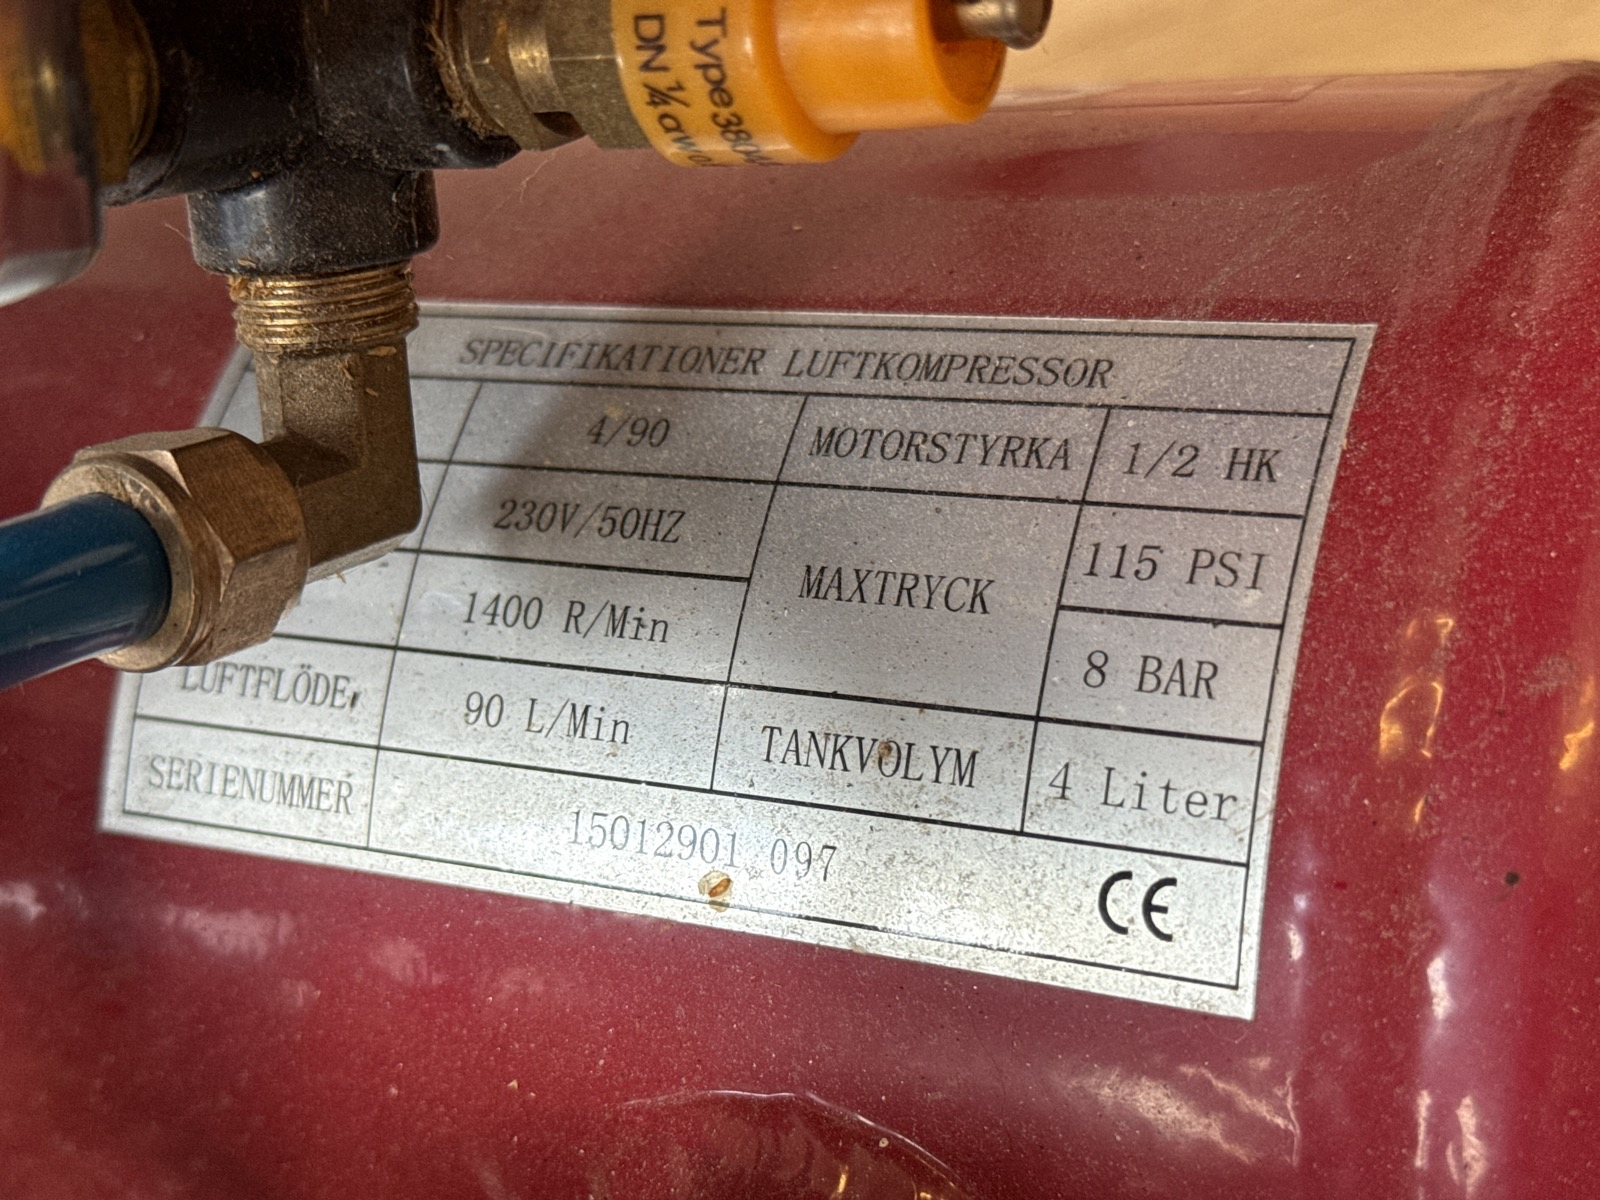 Type 380
DN 1/4
SPECIFIKATIONER LUFTKOMPRESSOR
4/90 MOTORSTYRKA 1/2 HK
230V/50HZ MAXTRYCK 115 PSI
1400 R/Min 8 BAR
LUFTFLÖDE 90 L/Min TANKVOLYM 4 Liter
SERIENUMMER 15012901 097
CE